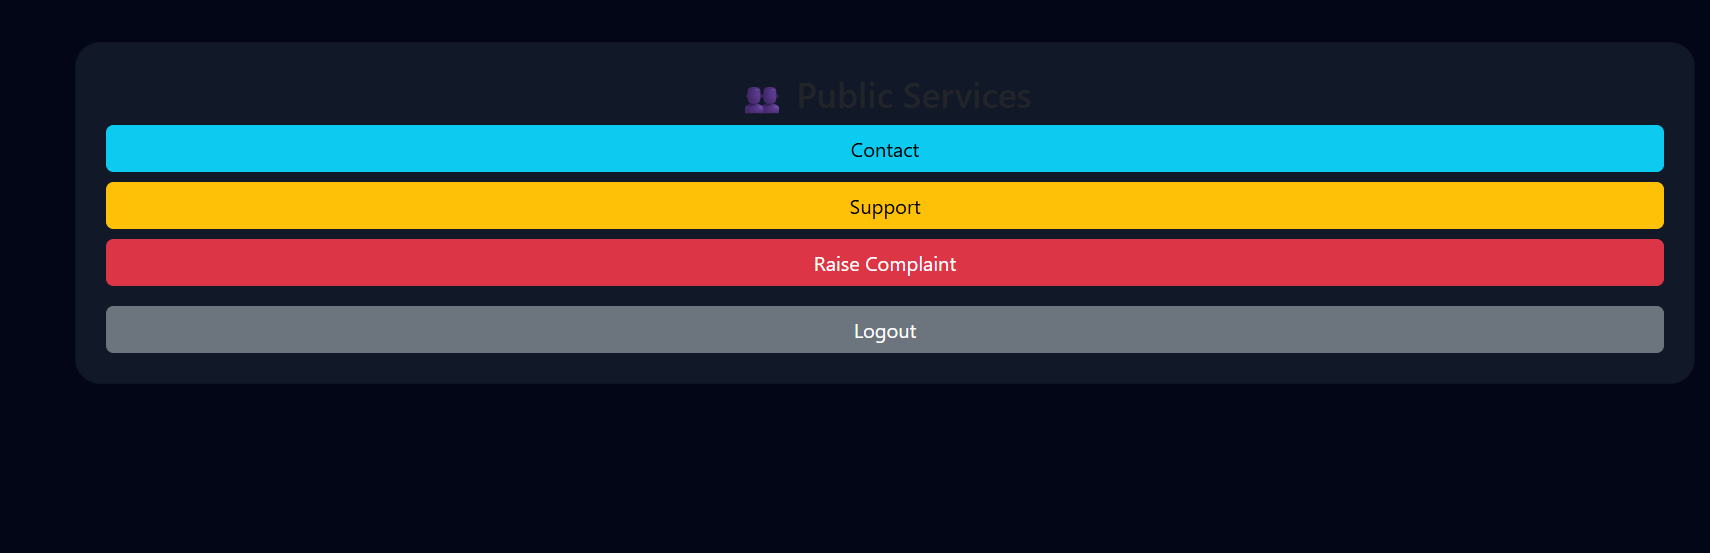 👥 Public Services
Contact
Support
Raise Complaint
Logout